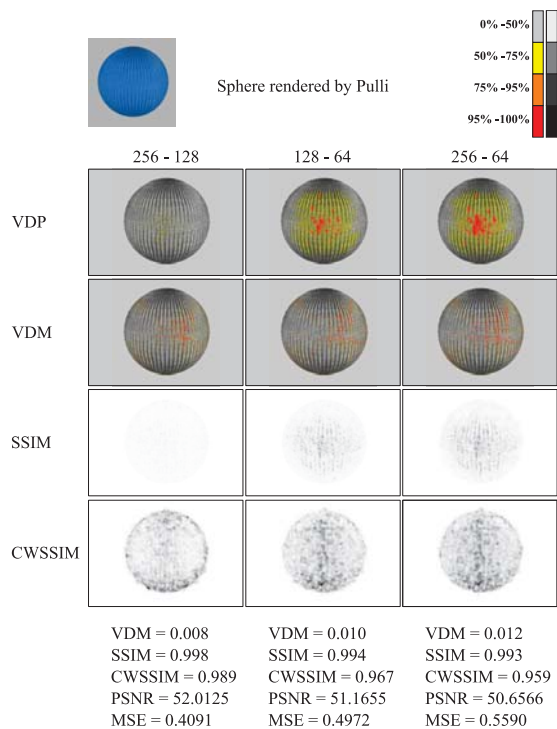 0% -50%
50% -75%
75% -95%
95% -100%
Sphere rendered by Pulli
256 - 128
128 - 64
256 - 64
VDP
VDM
SSIM
CWSSIM
VDM = 0.008
SSIM = 0.998
CWSSIM = 0.989
PSNR = 52.0125
MSE = 0.4091
VDM = 0.010
SSIM = 0.994
CWSSIM = 0.967
PSNR = 51.1655
MSE = 0.4972
VDM = 0.012
SSIM = 0.993
CWSSIM = 0.959
PSNR = 50.6566
MSE = 0.5590